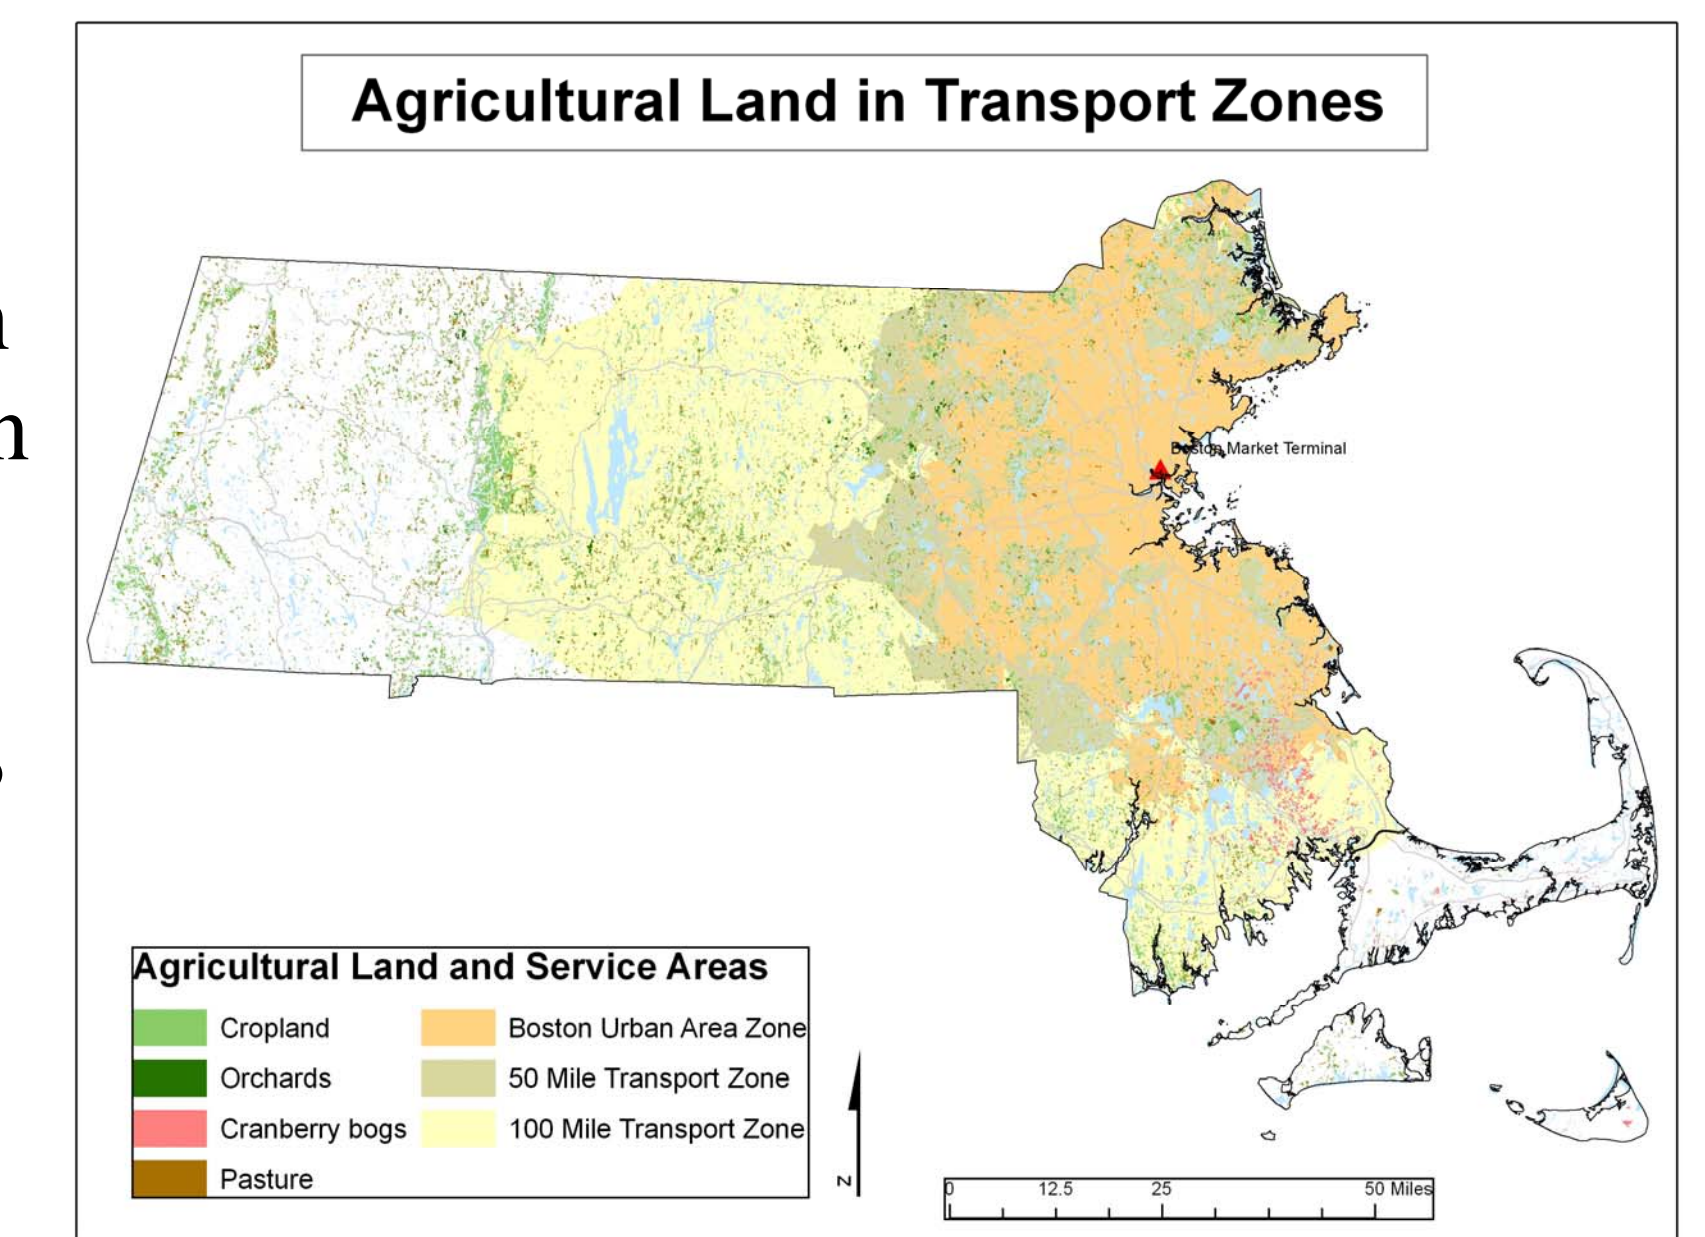 Agricultural Land in Transport Zones
n
n
Boston Market Terminal
Agricultural Land and Service Areas
Cropland
Boston Urban Area Zone
Orchards
50 Mile Transport Zone
Cranberry bogs
100 Mile Transport Zone
Pasture
N
0 12.5 25 50 Miles